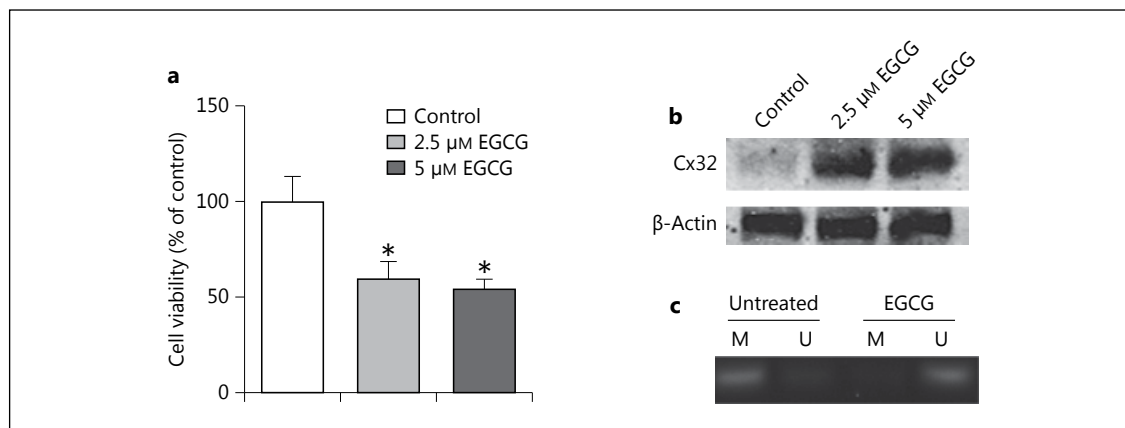 a
150
100
50
0
Cell viability (% of control)
Control
2.5 µM EGCG
5 µM EGCG
*
*
b
Control
2.5 µM EGCG
5 µM EGCG
Cx32
β-Actin
c
Untreated EGCG
M U M U